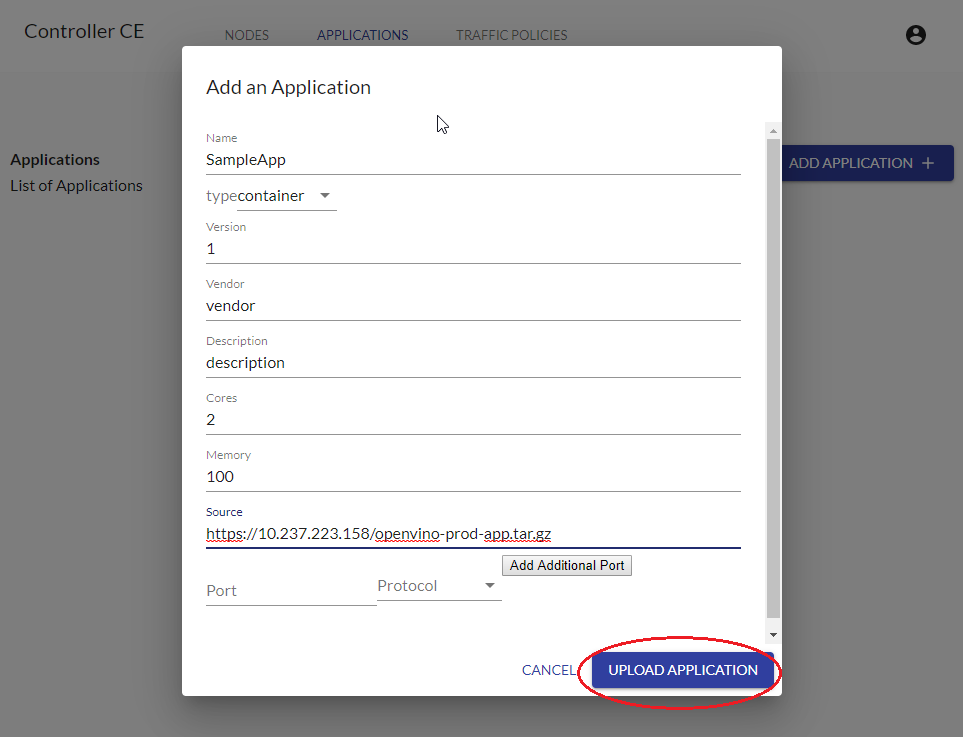 Controller CE
NODES APPLICATIONS TRAFFIC POLICIES
Add an Application
Applications
List of Applications
ADD APPLICATION +
Name
SampleApp
typecontainer
Version
1
Vendor
vendor
Description
description
Cores
2
Memory
100
Source
https://10.237.223.158/openvino-prod-app.tar.gz
Add Additional Port
Port Protocol
CANCEL UPLOAD APPLICATION